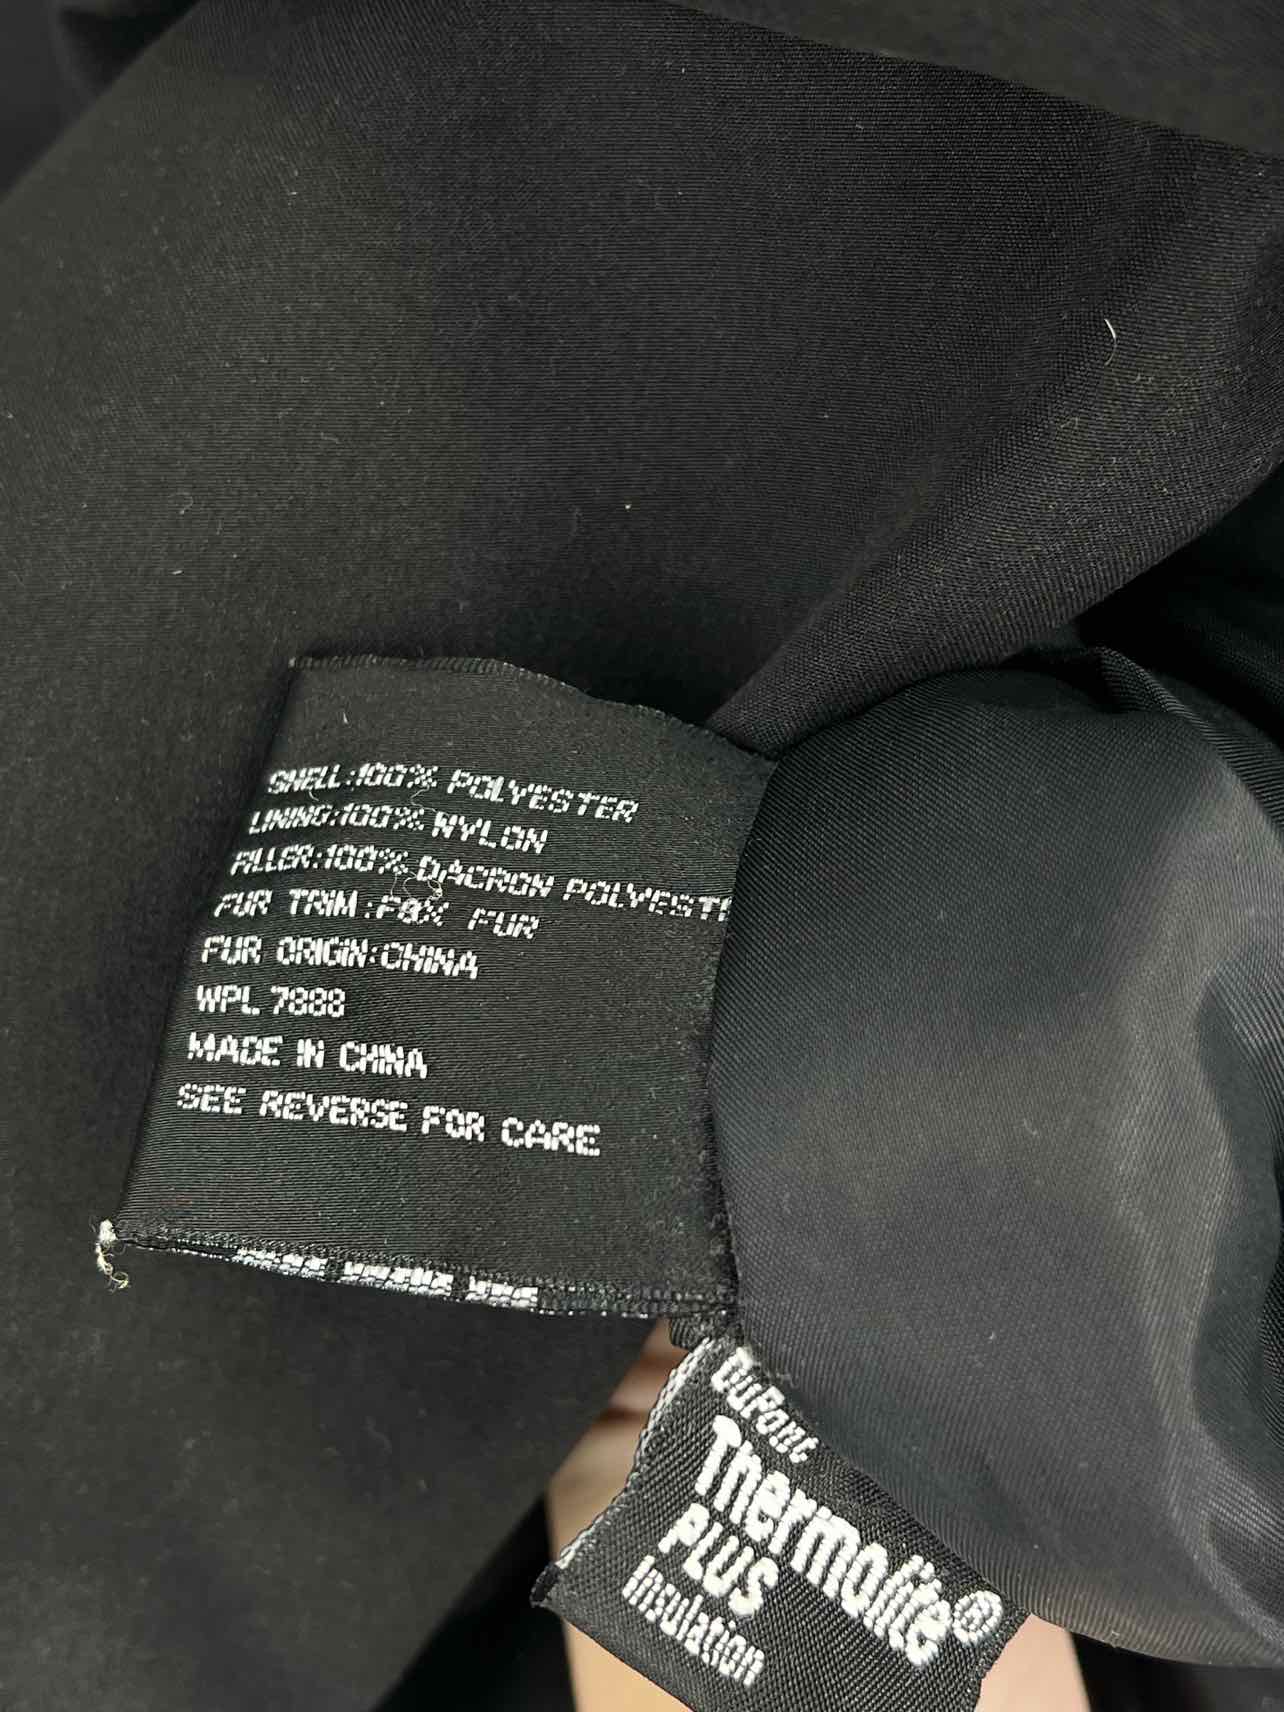 SHELL:100% POLYESTER
LINING:100% NYLON
FILLER:100% DACRON POLYESTE
FUR TRIM:FOX FUR
FUR ORIGIN:CHINA
WPL 7888
MADE IN CHINA
SEE REVERSE FOR CARE
DUPONT
Thermolite®
PLUS
Insulation